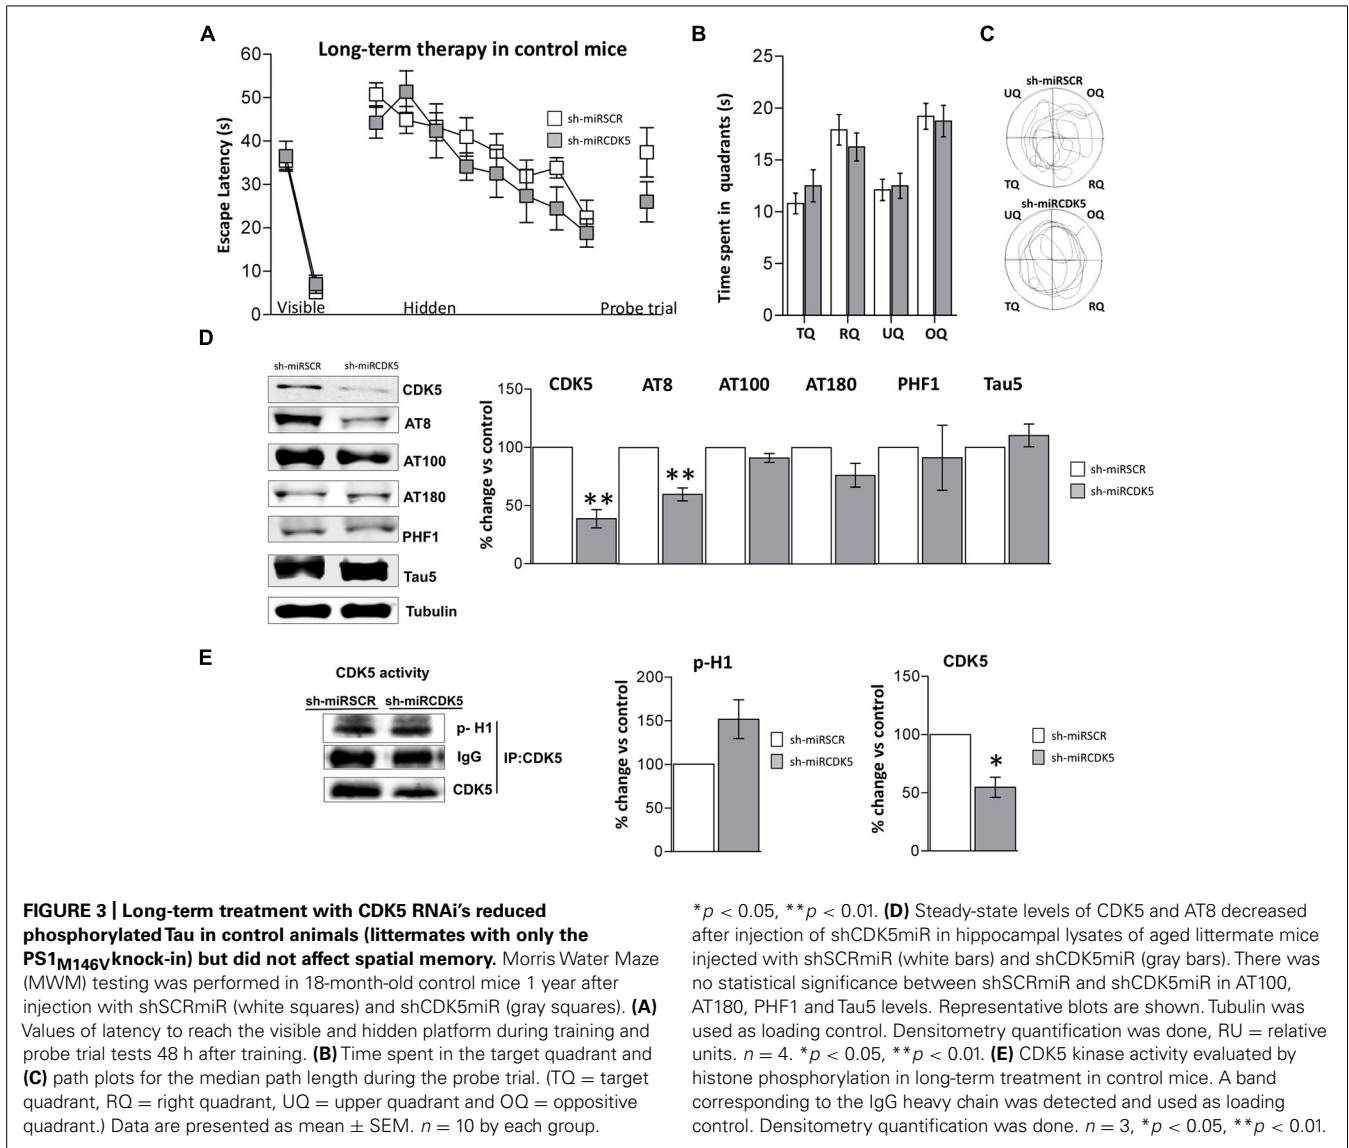 A
Long-term therapy in control mice
Escape Latency (s)
60
50
40
30
20
10
0
sh-miRSCR
sh-miRCDK5
Visible
Hidden
Probe trial
B
Time spent in quadrants (s)
25
20
15
10
5
0
TQ
RQ
UQ
OQ
C
sh-miRSCR
UQ
OQ
TQ
RQ
sh-miRCDK5
UQ
OQ
TQ
RQ
D
sh-miRSCR
sh-miRCDK5
CDK5
AT8
AT100
AT180
PHF1
Tau5
Tubulin
% change vs control
150
100
50
0
CDK5
AT8
AT100
AT180
PHF1
Tau5
**
**
sh-miRSCR
sh-miRCDK5
E
CDK5 activity
sh-miRSCR
sh-miRCDK5
p- H1
IgG
CDK5
IP:CDK5
p-H1
% change vs control
200
150
100
50
0
sh-miRSCR
sh-miRCDK5
CDK5
% change vs control
150
100
50
0
*
sh-miRSCR
sh-miRCDK5
FIGURE 3 | Long-term treatment with CDK5 RNAi's reduced
phosphorylated Tau in control animals (littermates with only the
PS1M146V knock-in) but did not affect spatial memory. Morris Water Maze
(MWM) testing was performed in 18-month-old control mice 1 year after
injection with shSCRmiR (white squares) and shCDK5miR (gray squares). (A)
Values of latency to reach the visible and hidden platform during training and
probe trial tests 48 h after training. (B) Time spent in the target quadrant and
(C) path plots for the median path length during the probe trial. (TQ = target
quadrant, RQ = right quadrant, UQ = upper quadrant and OQ = oppositive
quadrant.) Data are presented as mean ± SEM. n = 10 by each group.
*p < 0.05, **p < 0.01. (D) Steady-state levels of CDK5 and AT8 decreased
after injection of shCDK5miR in hippocampal lysates of aged littermate mice
injected with shSCRmiR (white bars) and shCDK5miR (gray bars). There was
no statistical significance between shSCRmiR and shCDK5miR in AT100,
AT180, PHF1 and Tau5 levels. Representative blots are shown. Tubulin was
used as loading control. Densitometry quantification was done, RU = relative
units. n = 4. *p < 0.05, **p < 0.01. (E) CDK5 kinase activity evaluated by
histone phosphorylation in long-term treatment in control mice. A band
corresponding to the IgG heavy chain was detected and used as loading
control. Densitometry quantification was done. n = 3, *p < 0.05, **p < 0.01.